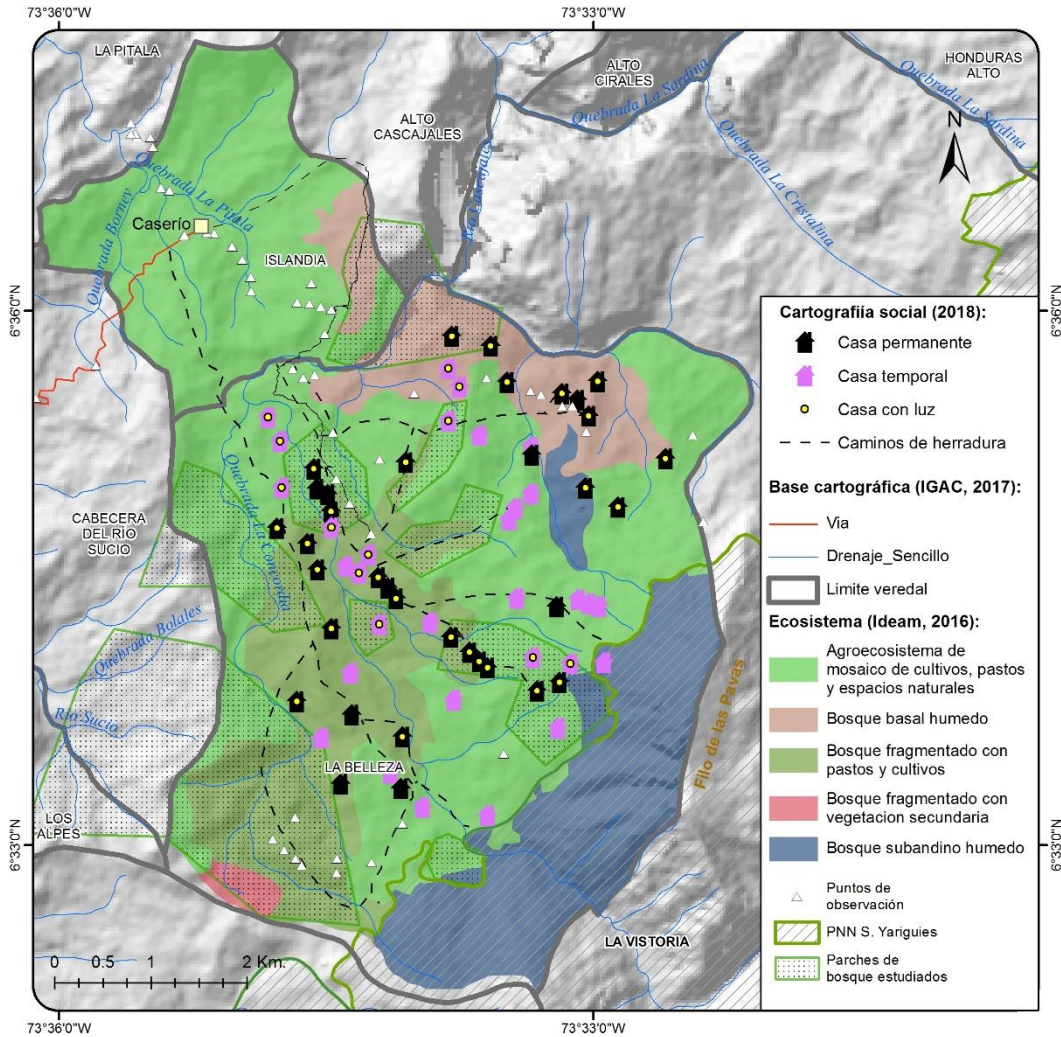 73°36'0"W
73°33'0"W
LA PITALA
ALTO
CIRALES
HONDURAS
ALTO
Quebrada La Sardina
Quebrada La Sardina
ALTO
CASCAJALES
N
Río Cascajales
Quebrada La Cristalina
Quebrada La Pitala
Quebrada Borney
Caserío
ISLANDIA
6°36'0"N
6°36'0"N
Cartografiía social (2018):
Casa permanente
Casa temporal
Casa con luz
Caminos de herradura
Base cartográfica (IGAC, 2017):
Via
Drenaje_Sencillo
Limite veredal
Ecosistema (Ideam, 2016):
Agroecosistema de
mosaico de cultivos, pastos
y espacios naturales
Bosque basal humedo
Bosque fragmentado con
pastos y cultivos
Bosque fragmentado con
vegetacion secundaria
Bosque subandino humedo
Puntos de
observación
PNN S. Yariguies
Parches de
bosque estudiados
CABECERA
DEL RÍO
SUCIO
Quebrada La Concordia
Quebrada Bolales
Río Sucio
Filo de las Pavas
LA BELLEZA
LOS
ALPES
6°33'0"N
6°33'0"N
LA VISTORIA
0 0.5 1 2 Km.
73°36'0"W
73°33'0"W